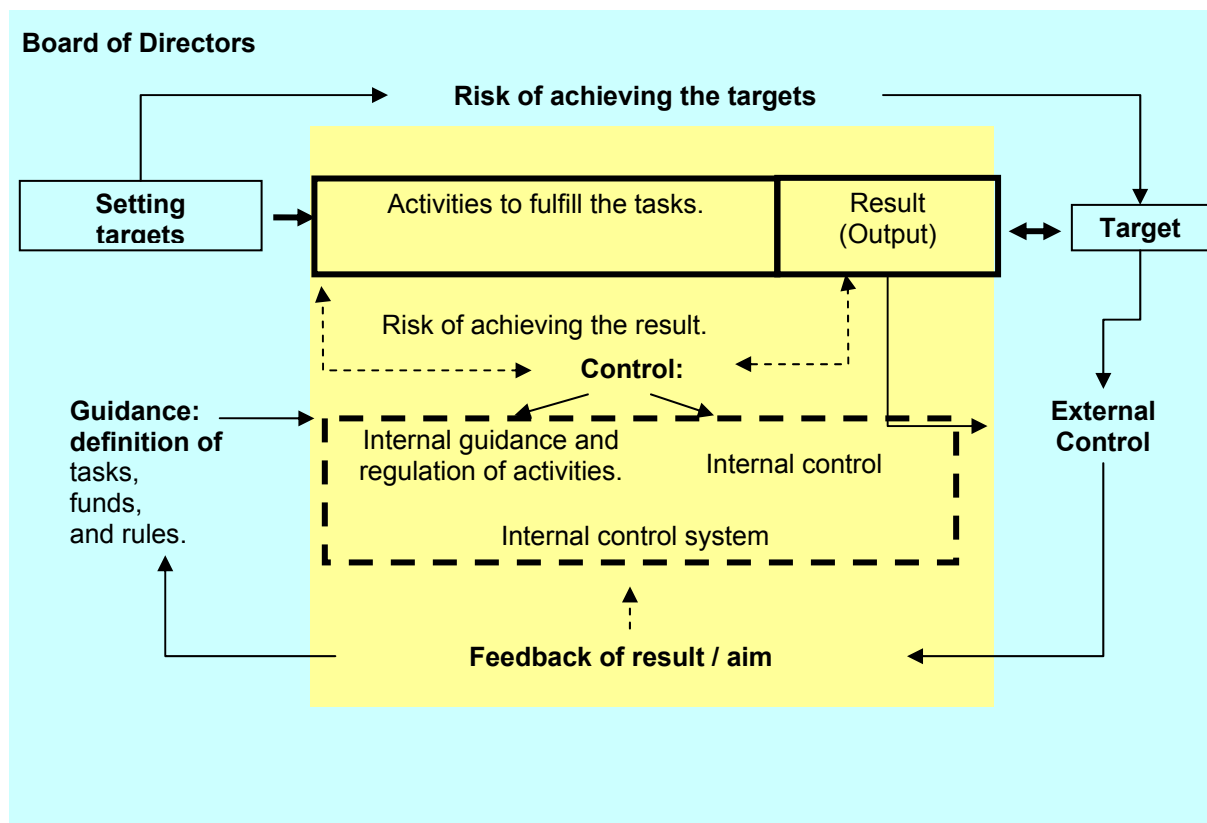 Board of Directors
Risk of achieving the targets
Setting
targets
Activities to fulfill the tasks.
Result
(Output)
Target
Risk of achieving the result.
Control:
Guidance:
definition of
tasks,
funds,
and rules.
Internal guidance and
regulation of activities.
Internal control
External
Control
Internal control system
Feedback of result / aim